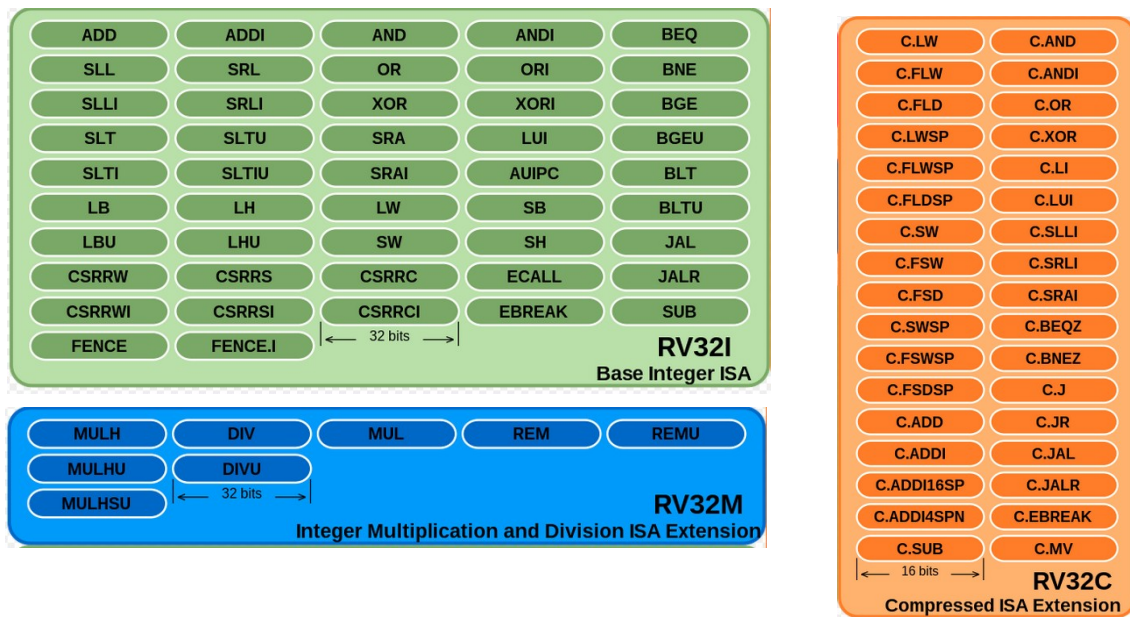 ADD ADDI AND ANDI BEQ
SLL SRL OR ORI BNE
SLLI SRLI XOR XORI BGE
SLT SLTU SRA LUI BGEU
SLTI SLTIU SRAI AUIPC BLT
LB LH LW SB BLTU
LBU LHU SW SH JAL
CSRRW CSRRS CSRRC ECALL JALR
CSRRWI CSRRSI CSRRCI EBREAK SUB
FENCE FENCE.I 32 bits
RV32I
Base Integer ISA
MULH DIV MUL REM REMU
MULHU DIVU
MULHSU 32 bits
RV32M
Integer Multiplication and Division ISA Extension
C.LW C.AND
C.FLW C.ANDI
C.FLD C.OR
C.LWSP C.XOR
C.FLWSP C.LI
C.FLDSP C.LUI
C.SW C.SLLI
C.FSW C.SRLI
C.FSD C.SRAI
C.SWSP C.BEQZ
C.FSWSP C.BNEZ
C.FSDSP C.J
C.ADD C.JR
C.ADDI C.JAL
C.ADDI16SP C.JALR
C.ADDI4SPN C.EBREAK
C.SUB C.MV
16 bits
RV32C
Compressed ISA Extension